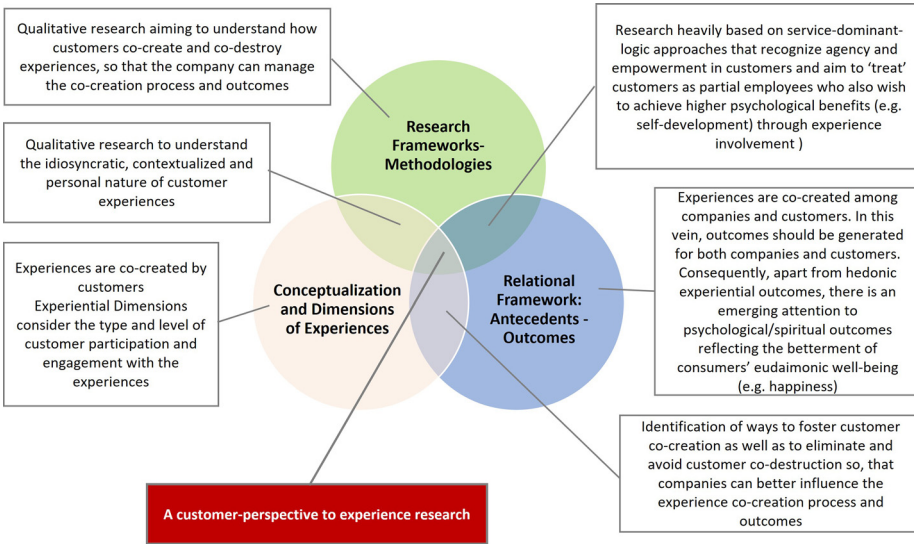 Qualitative research aiming to understand how
customers co-create and co-destroy
experiences, so that the company can manage
the co-creation process and outcomes
Research heavily based on service-dominant-
logic approaches that recognize agency and
empowerment in customers and aim to ‘treat’
customers as partial employees who also wish
to achieve higher psychological benefits (e.g.
self-development) through experience
involvement )
Research
Frameworks-
Methodologies
Qualitative research to understand
the idiosyncratic, contextualized and
personal nature of customer
experiences
Experiences are co-created among
companies and customers. In this
vein, outcomes should be generated
for both companies and customers.
Consequently, apart from hedonic
experiential outcomes, there is an
emerging attention to
psychological/spiritual outcomes
reflecting the betterment of
consumers’ eudaimonic well-being
(e.g. happiness)
Experiences are co-created by
customers
Experiential Dimensions
consider the type and level of
customer participation and
engagement with the
experiences
Conceptualization
and Dimensions
of Experiences
Relational
Framework:
Antecedents -
Outcomes
Identification of ways to foster customer
co-creation as well as to eliminate and
avoid customer co-destruction so, that
companies can better influence the
experience co-creation process and
outcomes
A customer-perspective to experience research